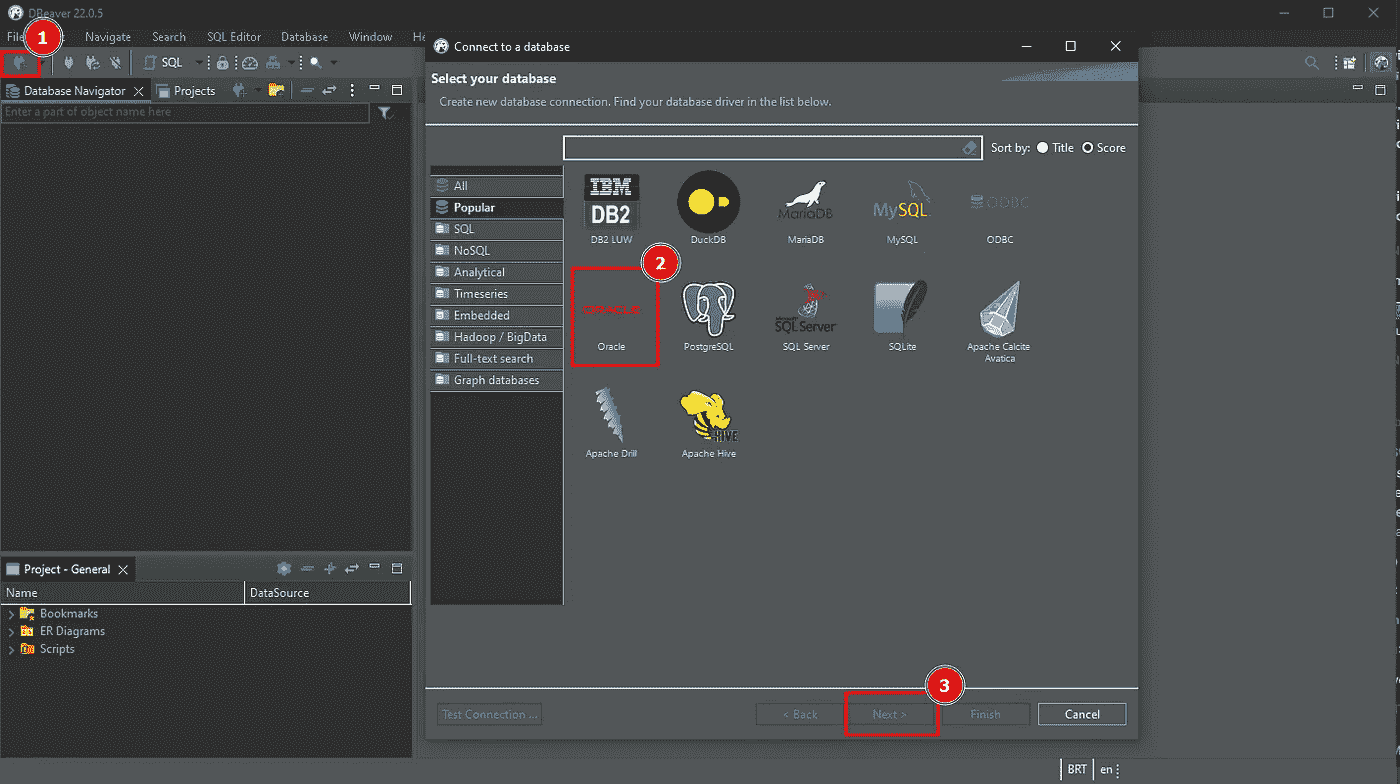 DBeaver 22.0.5
1
File
Navigate
Search
SQL Editor
Database
Window
He
SQL
Database Navigator
Projects
Enter a part of object name here
Connect to a database
Select your database
Create new database connection. Find your database driver in the list below.
Sort by:
Title
Score
All
Popular
SQL
NoSQL
Analytical
Timeseries
Embedded
Hadoop / BigData
Full-text search
Graph databases
IBM
DB2
DB2 LUW
DuckDB
MariaDB
MariaDB
MySQL
MySQL
ODBC
ODBC
2
ORACLE
Oracle
PostgreSQL
Microsoft
SQL Server
SQL Server
SQLite
Apache Calcite
Avatica
Apache Drill
HIVE
Apache Hive
Project - General
Name
DataSource
Bookmarks
ER Diagrams
Scripts
3
Test Connection ...
< Back
Next >
Finish
Cancel
BRT
en